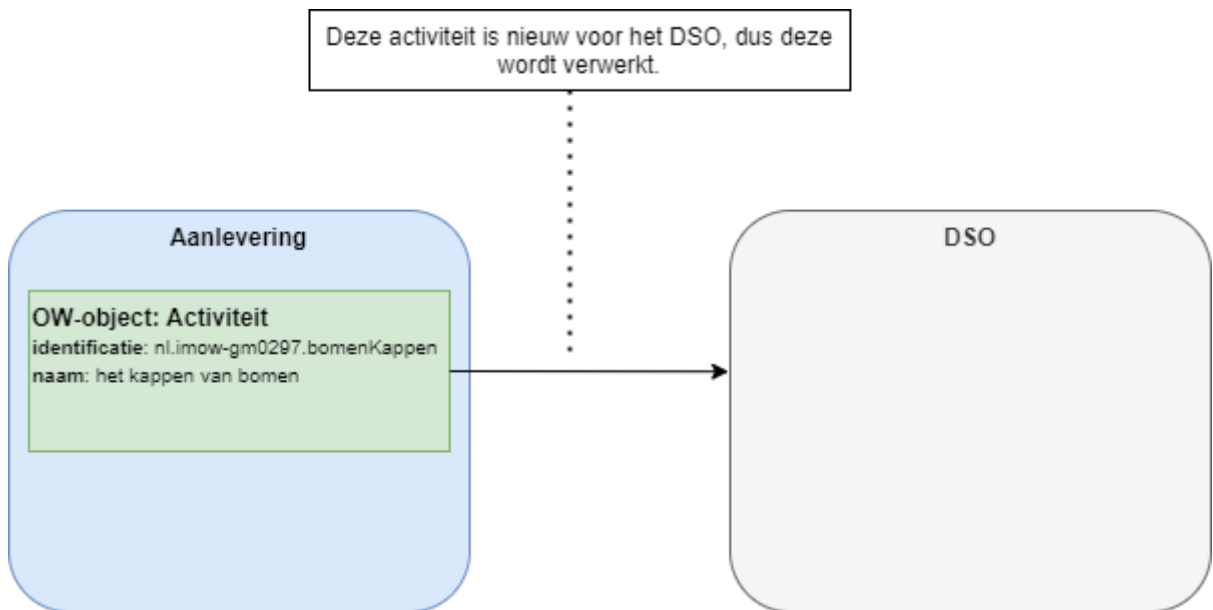 Deze activiteit is nieuw voor het DSO, dus deze
wordt verwerkt.
Aanlevering
OW-object: Activiteit
identificatie: nl.imow-gm0297.bomenKappen
naam: het kappen van bomen
DSO